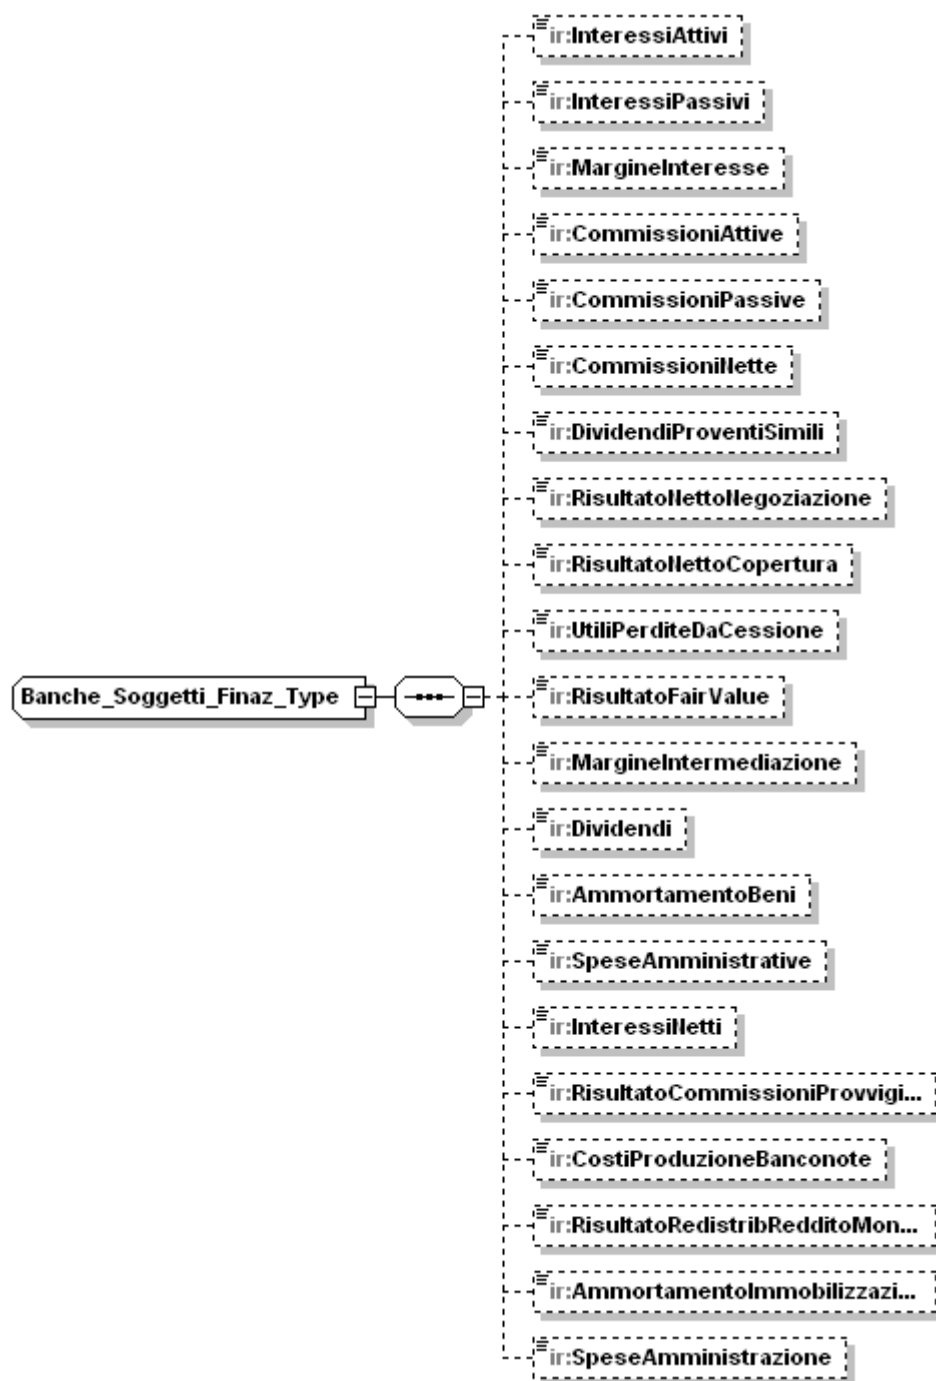 ir:InteressiAttivi
ir:InteressiPassivi
ir:MargineInteresse
ir:CommissioniAttive
ir:CommissioniPassive
ir:CommissioniNette
ir:DividendiProventiSimili
ir:RisultatoNettoNegoziazione
ir:RisultatoNettoCopertura
ir:UtiliPerditeDaCessione
Banche_Soggetti_Finaz_Type
ir:RisultatoFairValue
ir:MargineIntermediazione
ir:Dividendi
ir:AmmortamentoBeni
ir:SpeseAmministrative
ir:InteressiNetti
ir:RisultatoCommissioniProvvigi...
ir:CostiProduzioneBanconote
ir:RisultatoRedistribRedditoMon...
ir:AmmortamentoImmobilizzazi...
ir:SpeseAmministrazione